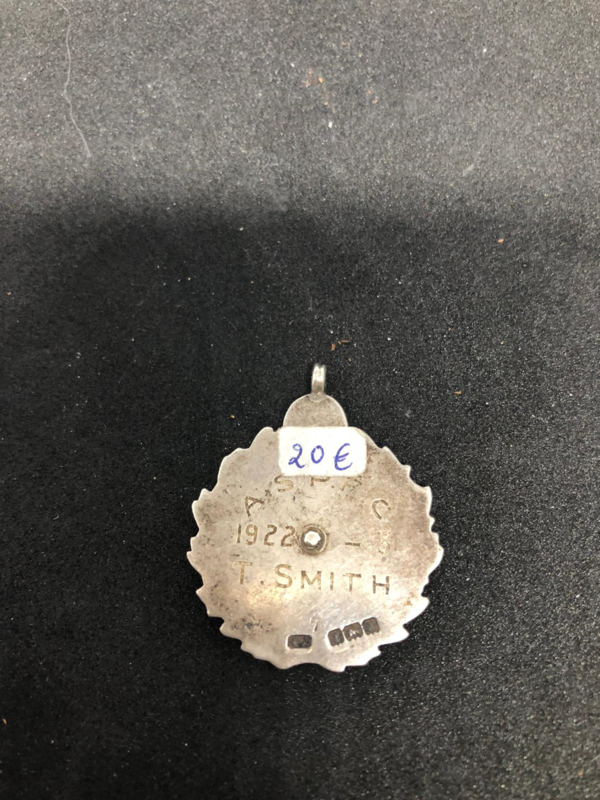 20€
A.S.F.
C
1922 -
T. SMITH